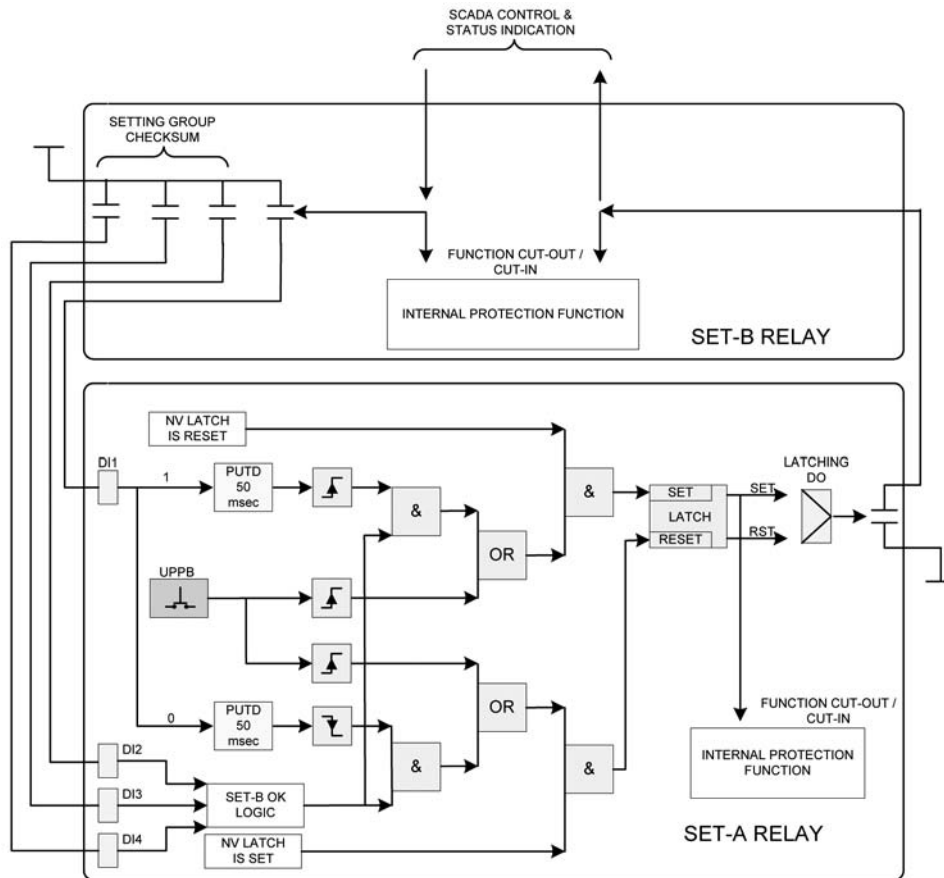 SCADA CONTROL &
STATUS INDICATION
SETTING GROUP
CHECKSUM
FUNCTION CUT-OUT /
CUT-IN
INTERNAL PROTECTION FUNCTION
SET-B RELAY
NV LATCH
IS RESET
DI1
1
PUTD
50
msec
&
OR
&
SET
LATCH
RESET
SET
RST
LATCHING
DO
UPPB
0
PUTD
50
msec
&
OR
&
FUNCTION CUT-OUT /
CUT-IN
INTERNAL PROTECTION
FUNCTION
DI2
DI3
DI4
SET-B OK
LOGIC
NV LATCH
IS SET
SET-A RELAY